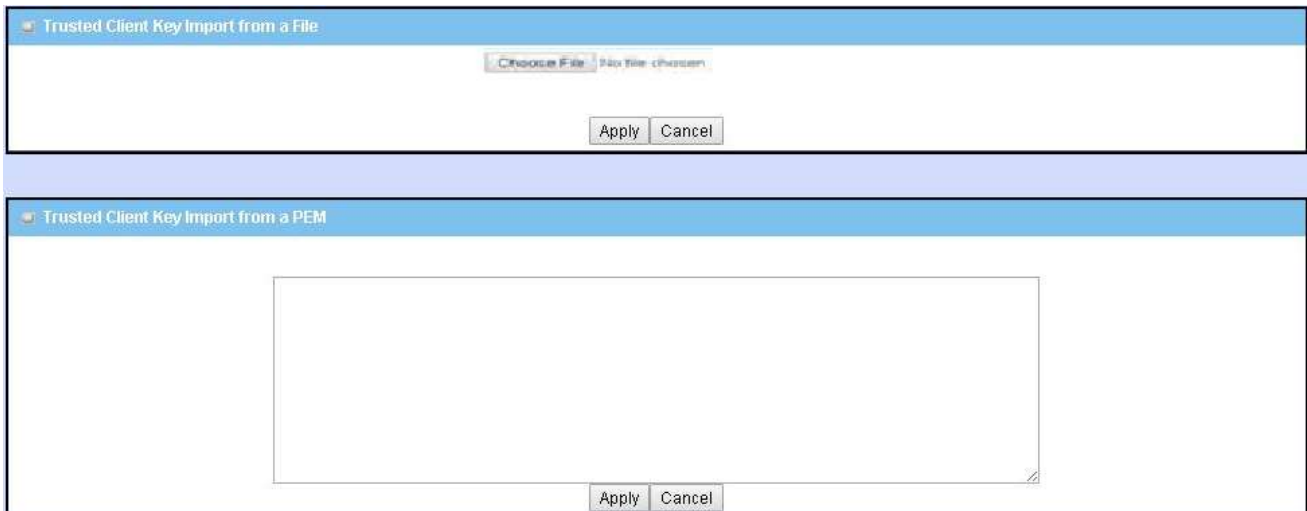 Trusted Client Key Import from a File
Choose File No file chosen
Apply Cancel
Trusted Client Key Import from a PEM
Apply Cancel